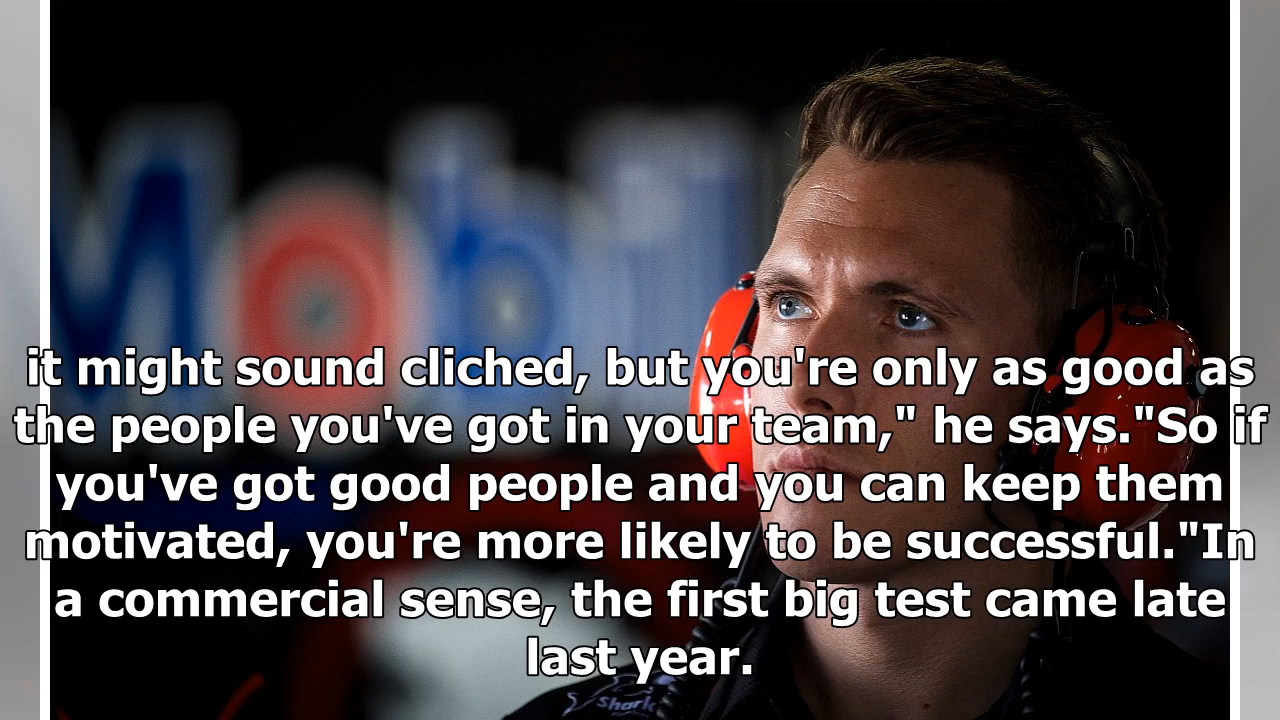 Mobil
it might sound cliched, but you're only as good as
the people you've got in your team," he says."So if
you've got good people and you can keep them
motivated, you're more likely to be successful."In
a commercial sense, the first big test came late
last year.
Shark